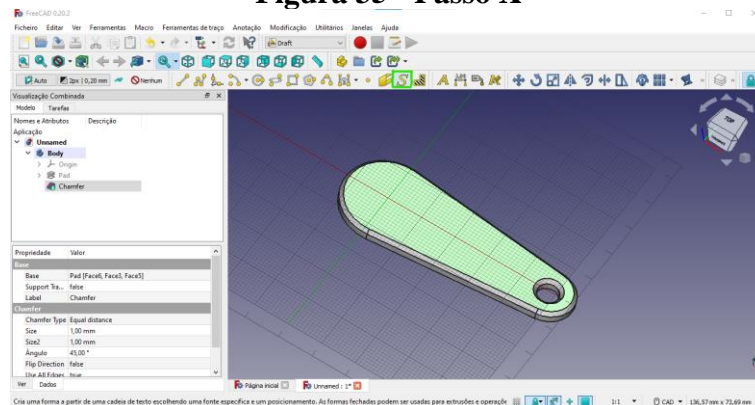 Figura 33 - Passo X
FreeCAD 0.20.2
Ficheiro Editar Ver Ferramentas Macro Ferramentas de traço Anotação Modificação Utilitários Janelas Ajuda
Draft
Auto 2px | 0,20 mm Nenhum
Visualização Combinada
Modelo Tarefas
Nomes e Atributos Descrição
Aplicação
Unnamed
Body
Origin
Pad
Chamfer
Propriedade Valor
Base
Base Pad [Face6, Face3, Face5]
Support Tra... false
Label Chamfer
Chamfer
Chamfer Type Equal distance
Size 1,00 mm
Size2 1,00 mm
Ângulo 45,00 °
Flip Direction false
Use All Edges true
Ver Dados
Página inicial Unnamed : 1*
Cria uma forma a partir de uma cadeia de texto escolhendo uma fonte específica e um posicionamento. As formas fechadas podem ser usadas para extrusões e operaçõe 1:1 CAD 136,57 mm x 73,69 mm